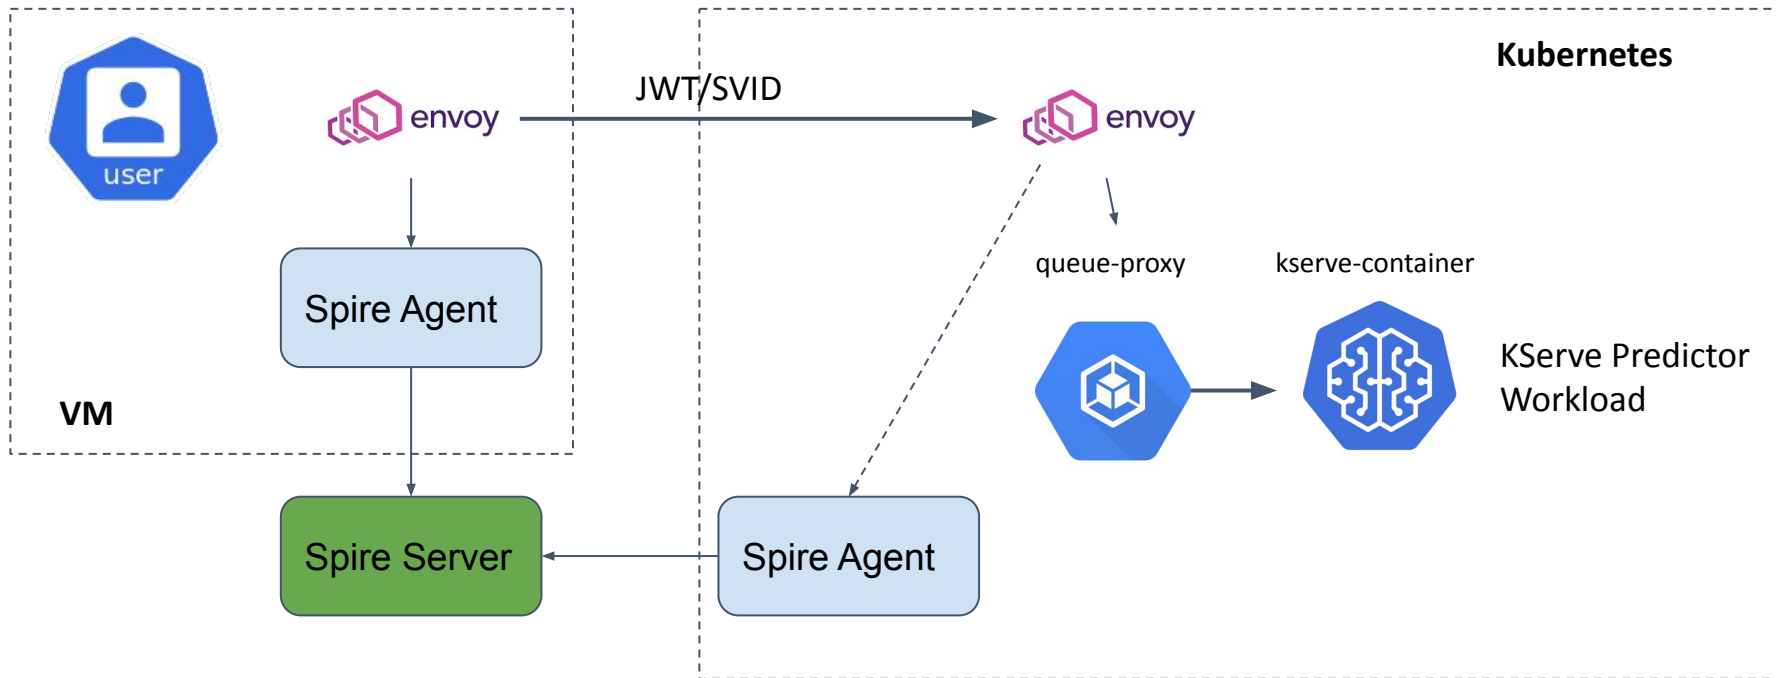 Kubernetes
user
envoy
JWT/SVID
envoy
queue-proxy
kserve-container
Spire Agent
KServe Predictor
Workload
VM
Spire Server
Spire Agent